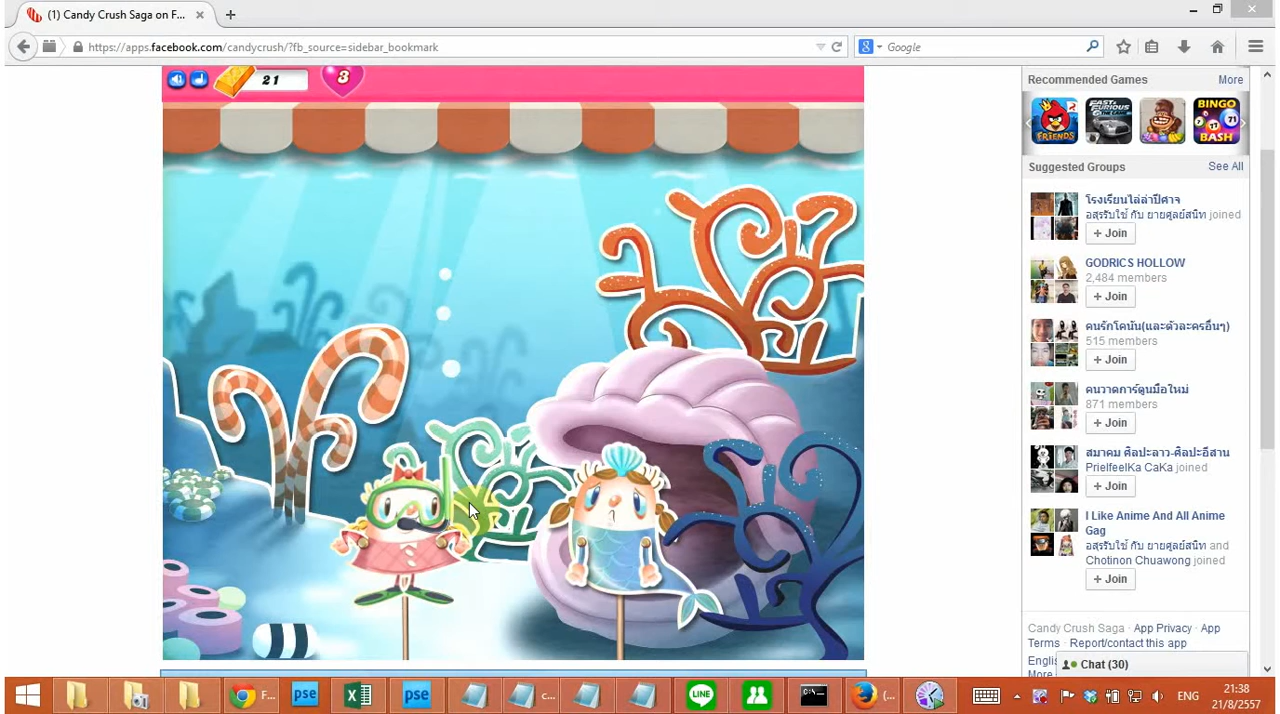 (1) Candy Crush Saga on F...
https://apps.facebook.com/candycrush/?fb_source=sidebar_bookmark
Google
21
3
Recommended Games More
FRIENDS
BINGO BASH
Suggested Groups See All
โรงเรียนไล่ล่าปีศาจ
อสุรรับใช้ กับ ยายศูลย์สนิท joined
+ Join
GODRICS HOLLOW
2,484 members
+ Join
คนรักโคนัน(และตัวละครอื่นๆ)
515 members
+ Join
คนวาดการ์ตูนมือใหม่
871 members
+ Join
สมาคม ศิลปะลาว-ศิลปะอีสาน
PrielfeelKa CaKa joined
+ Join
I Like Anime And All Anime
Gag
อสุรรับใช้ กับ ยายศูลย์สนิท and
Chotinon Chuawong joined
+ Join
Candy Crush Saga · App Privacy · App
Terms · Report/contact this app
Chat (30)
F...
pse
pse
c...
LINE
C:\
(...
ENG
21:38
21/8/2557